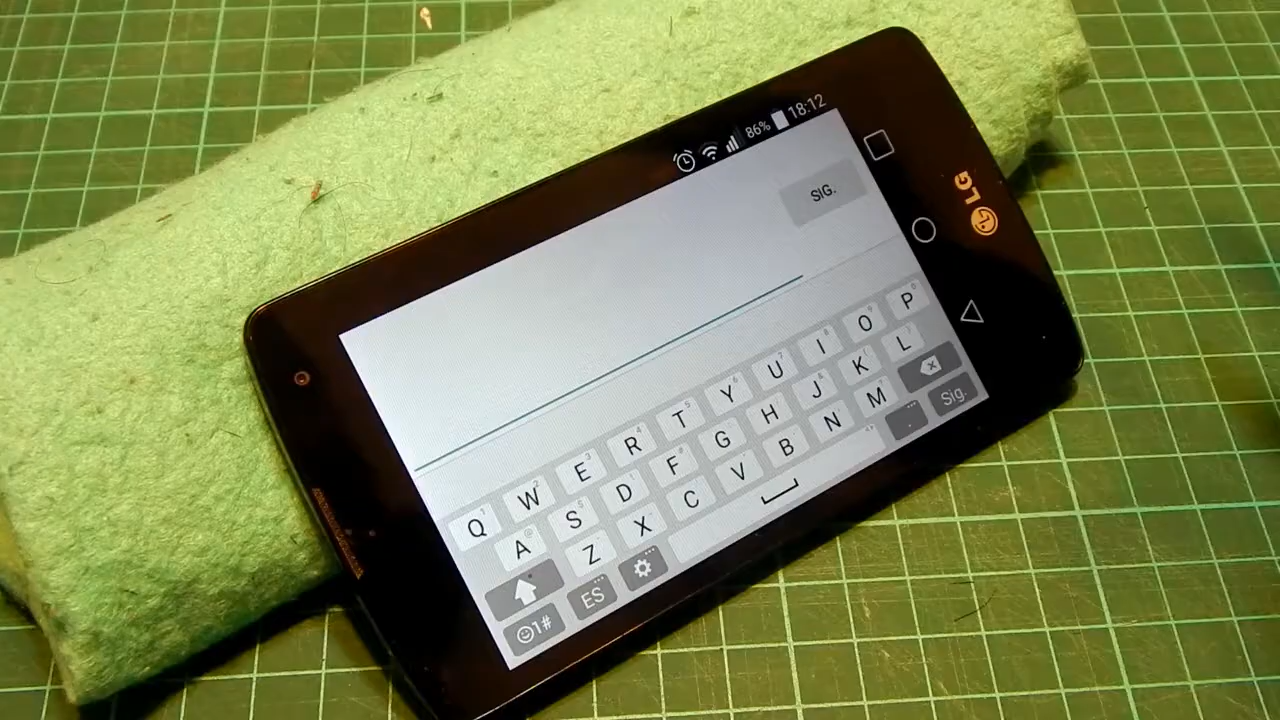 86% 18:12
SIG.
Q W E R T Y U I O P
A S D F G H J K L
Z X C V B N M
1# ES . Sig.
LG